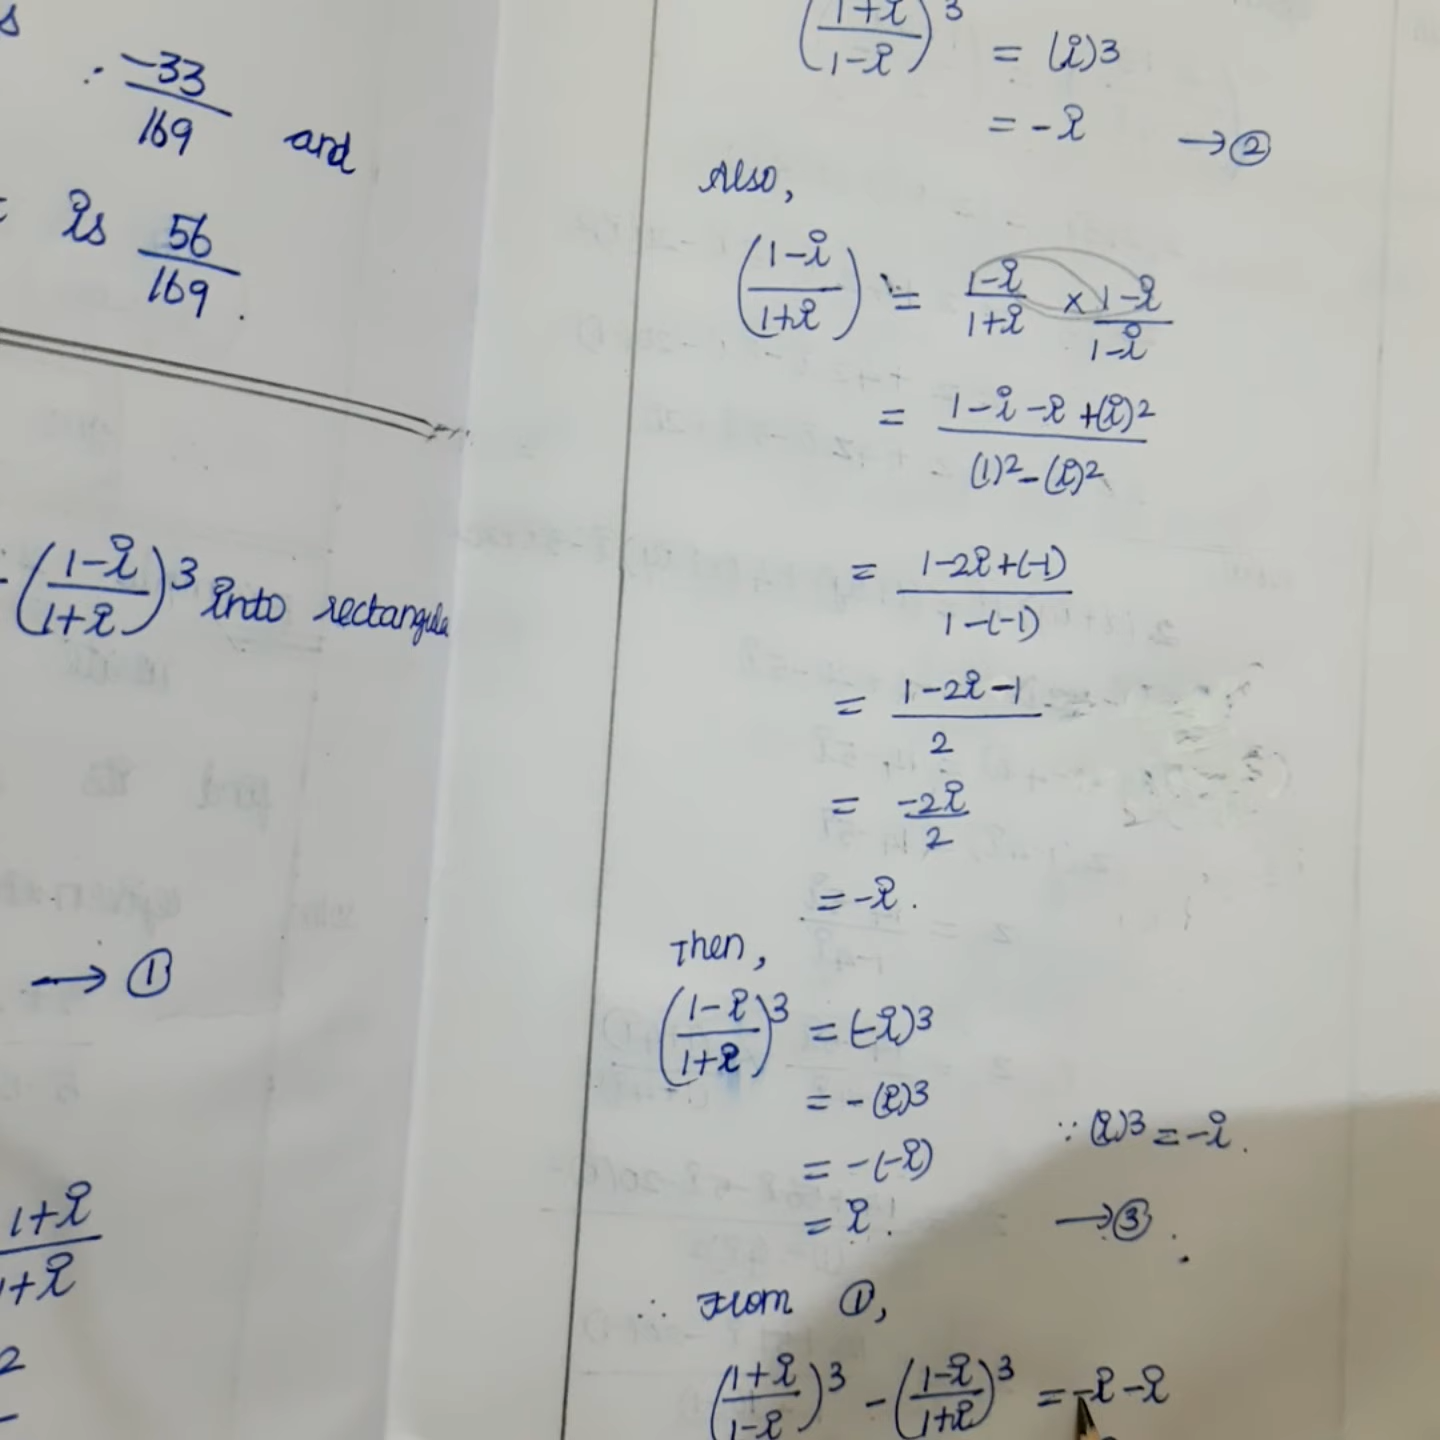 ∴ -33/169 and
is 56/169.
- ((1-i)/(1+i))³ into rectangular
→ ①
1+i
1+i
2
((1+i)/(1-i))³ = (i)³
= -i → ②
Also,
((1-i)/(1+i)) = (1-i)/(1+i) × (1-i)/(1-i)
= (1-i-i+(i)²)/((1)²-(i)²)
= (1-2i+(-1))/(1-(-1))
= (1-2i-1)/2
= -2i/2
= -i.
Then,
((1-i)/(1+i))³ = (-i)³
= -(i)³
= -(-i) ∵ (i)³ = -i.
= i. → ③.
∴ From ①,
((1+i)/(1-i))³ - ((1-i)/(1+i))³ = -i-i